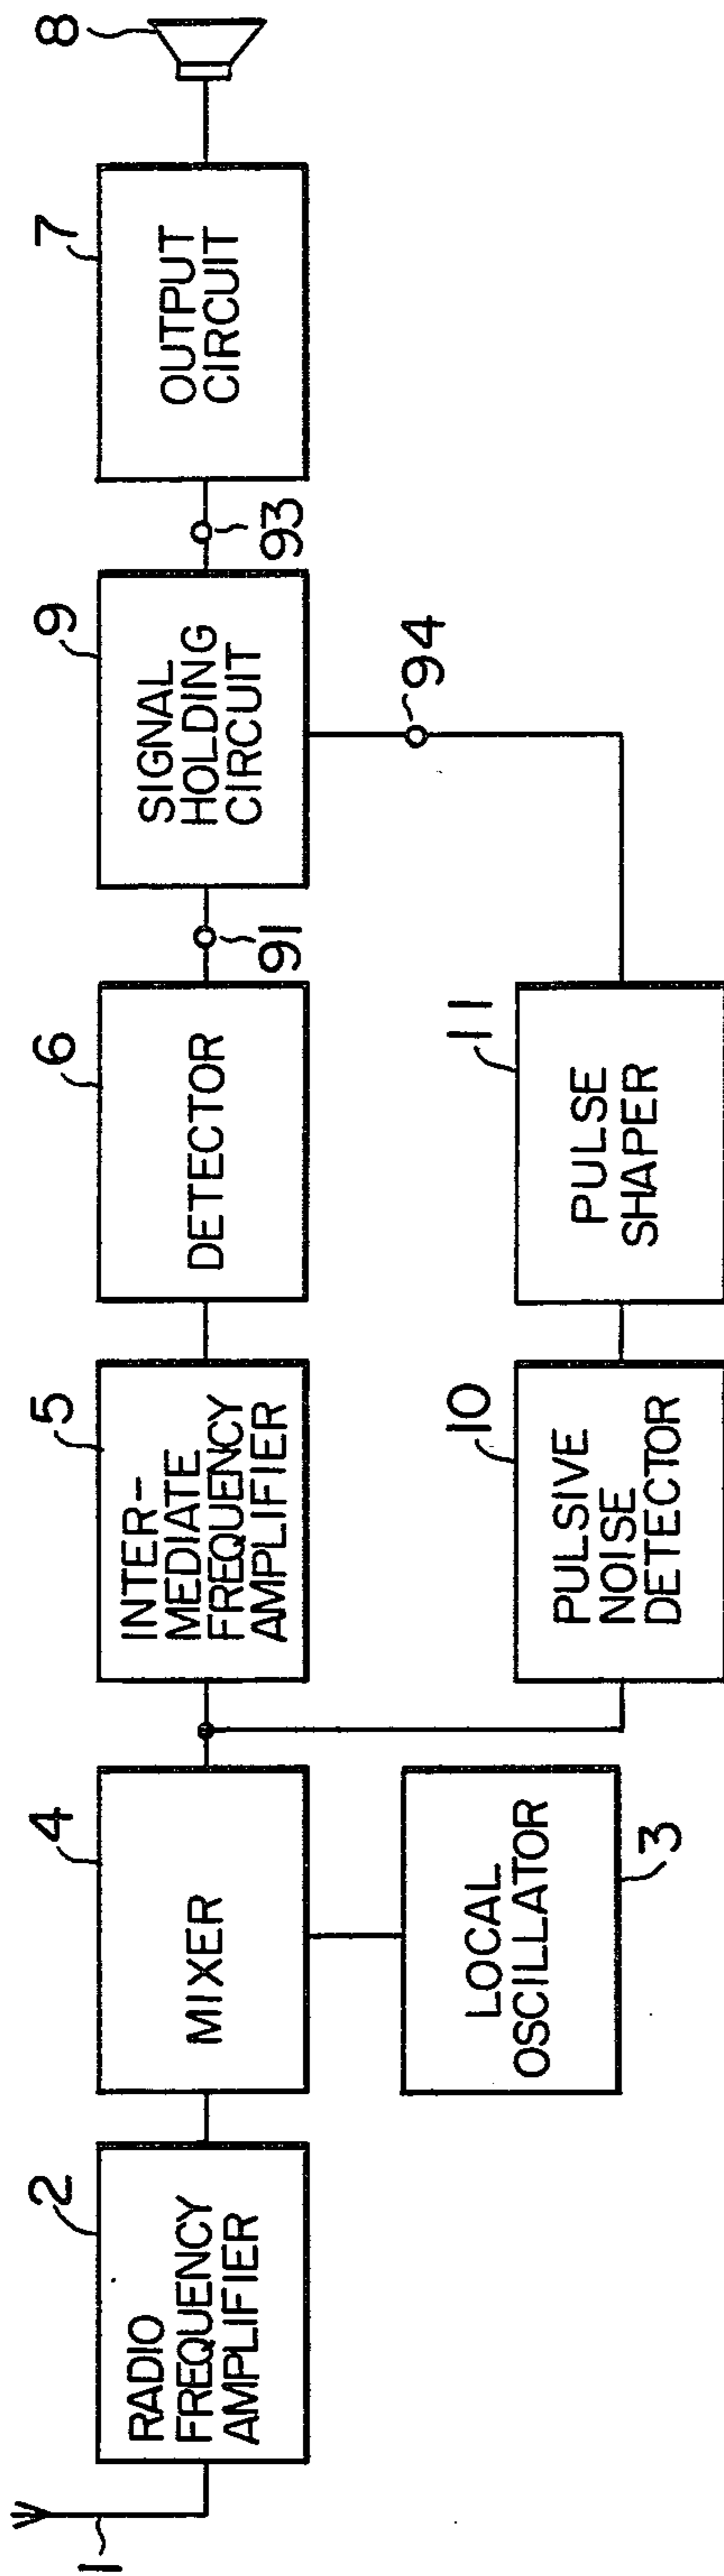 1
2
RADIO
FREQUENCY
AMPLIFIER
4
MIXER
LOCAL
OSCILLATOR
3
5
INTER-
MEDIATE
FREQUENCY
AMPLIFIER
10
PULSIVE
NOISE
DETECTOR
6
DETECTOR
11
PULSE
SHAPER
91
9
SIGNAL
HOLDING
CIRCUIT
94
93
7
OUTPUT
CIRCUIT
8